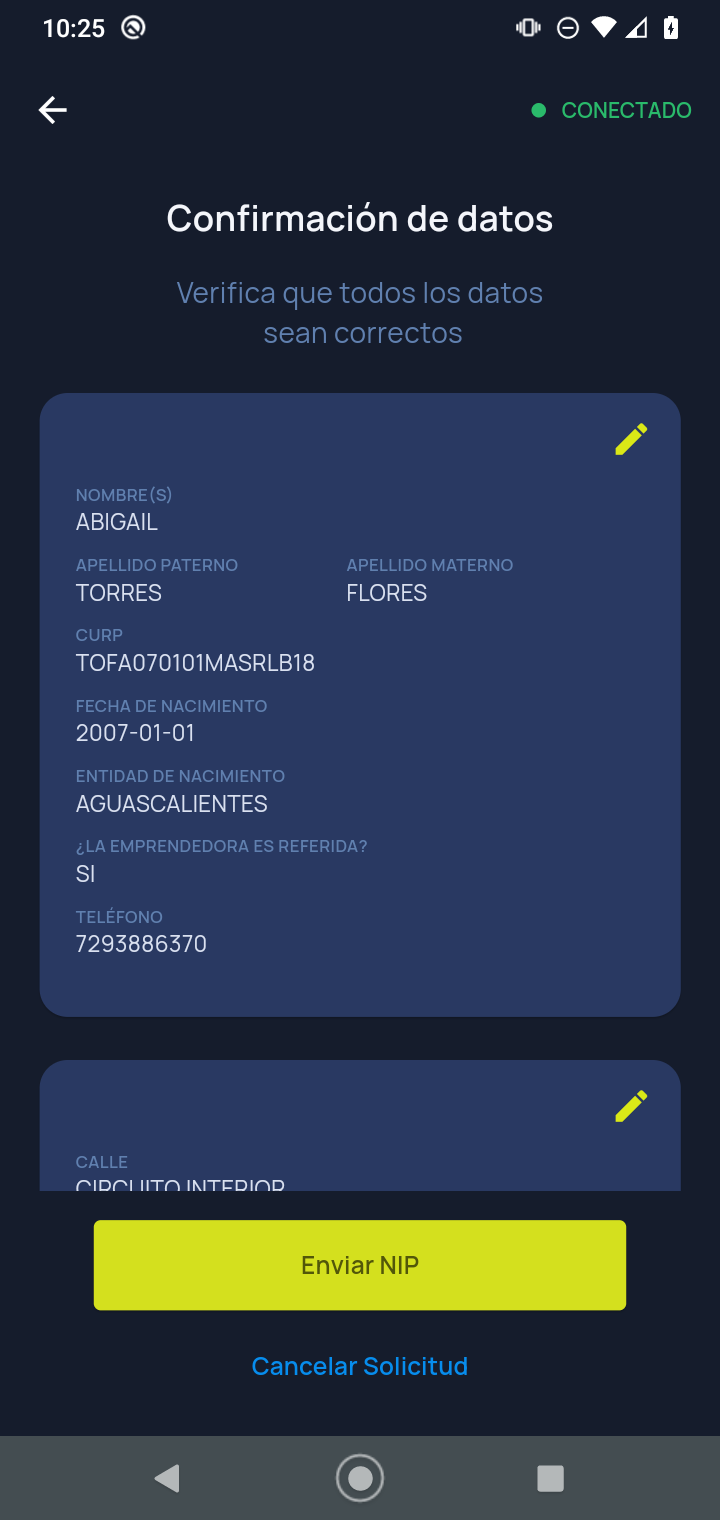 10:25
CONECTADO
Confirmación de datos
Verifica que todos los datos
sean correctos
NOMBRE(S)
ABIGAIL
APELLIDO PATERNO APELLIDO MATERNO
TORRES FLORES
CURP
TOFA070101MASRLB18
FECHA DE NACIMIENTO
2007-01-01
ENTIDAD DE NACIMIENTO
AGUASCALIENTES
¿LA EMPRENDEDORA ES REFERIDA?
SI
TELÉFONO
7293886370
CALLE
CIRCUITO INTERIOR
Enviar NIP
Cancelar Solicitud